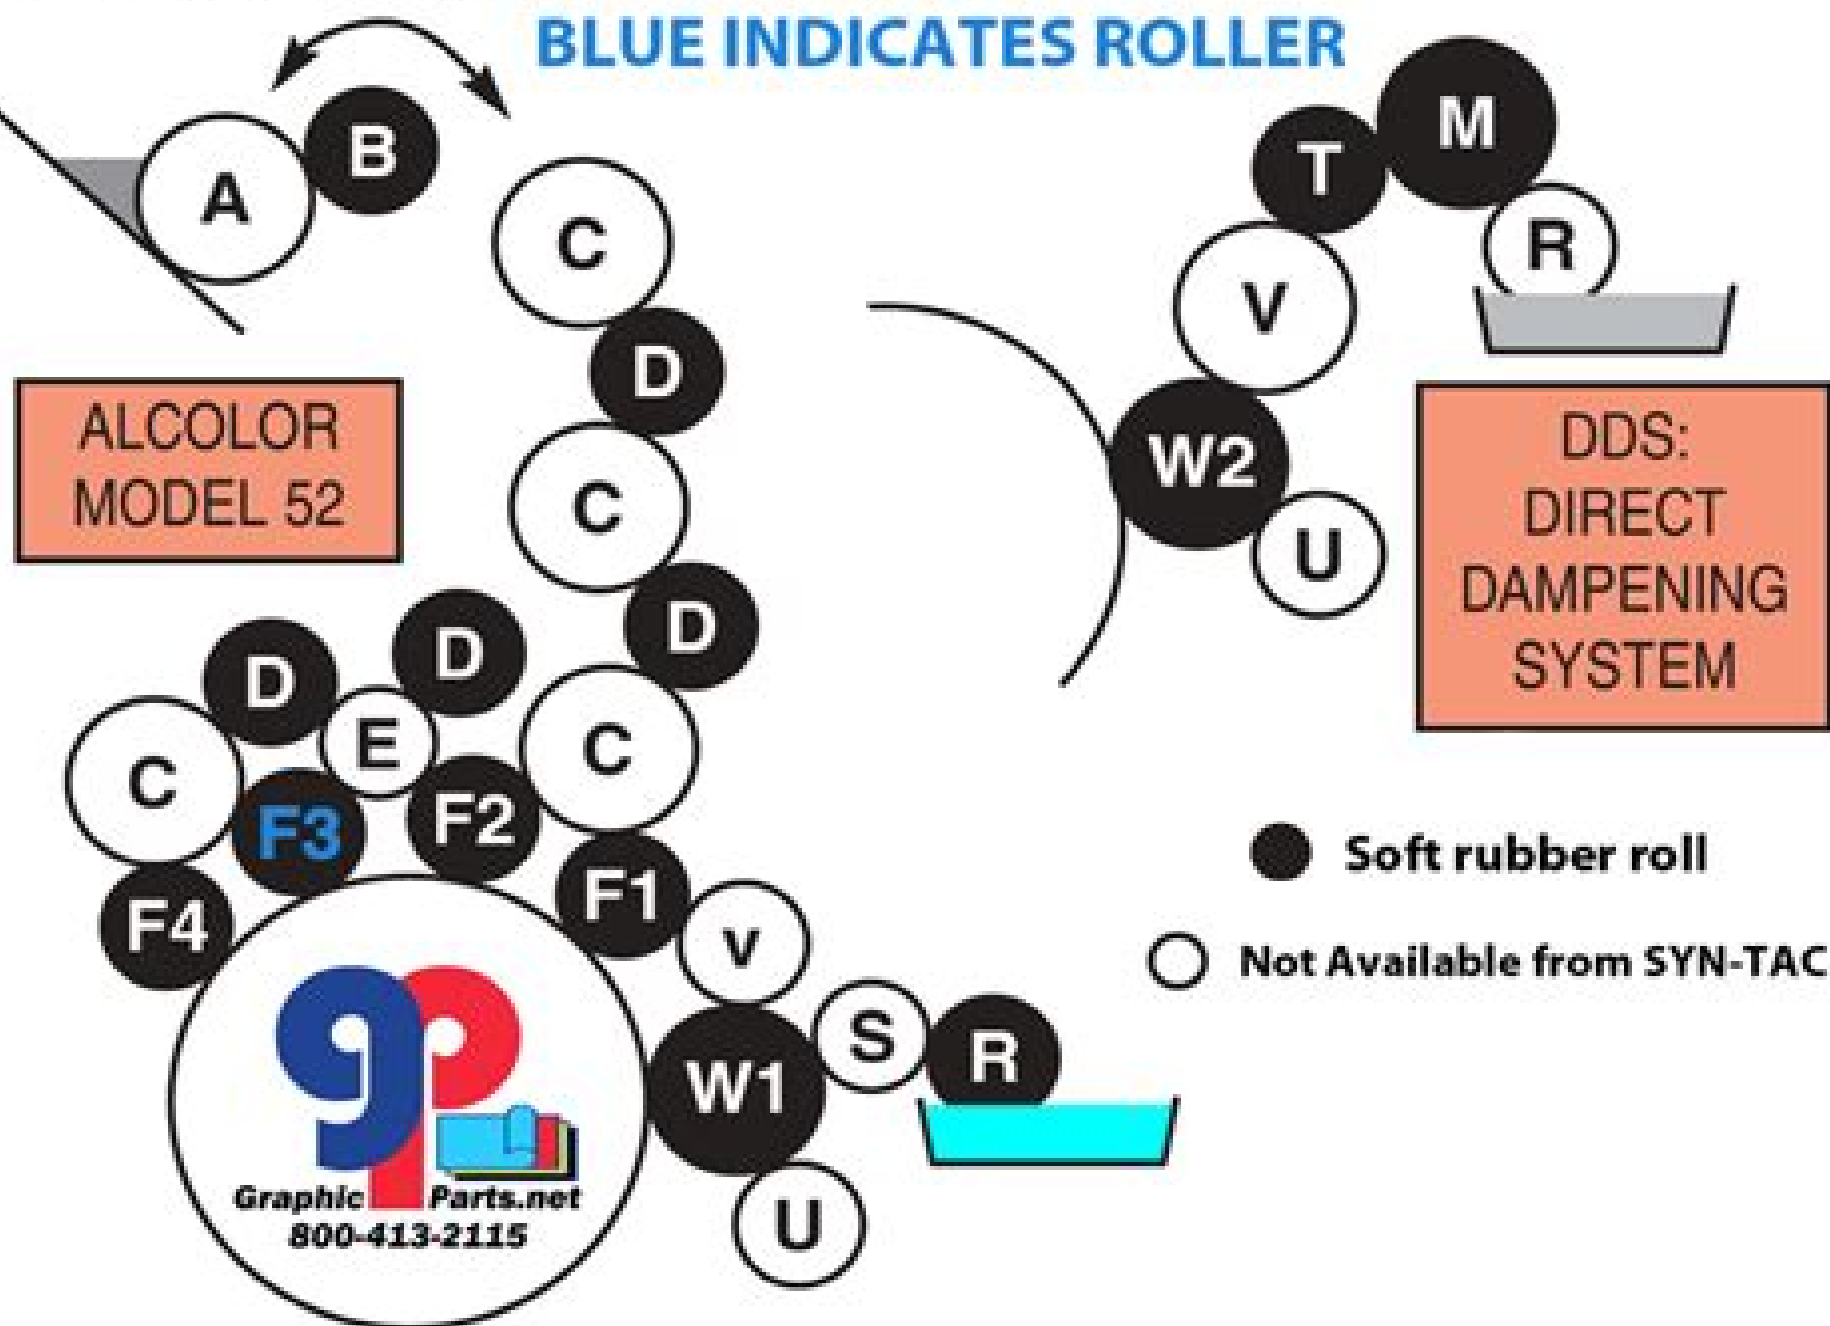 BLUE INDICATES ROLLER
A
B
C
D
C
D
C
D
D
E
C
F3
F2
F1
F4
V
W1
S
R
U
ALCOLOR
MODEL 52
M
T
R
V
W2
U
DDS:
DIRECT
DAMPENING
SYSTEM
Soft rubber roll
Not Available from SYN-TAC
gp
Graphic Parts.net
800-413-2115